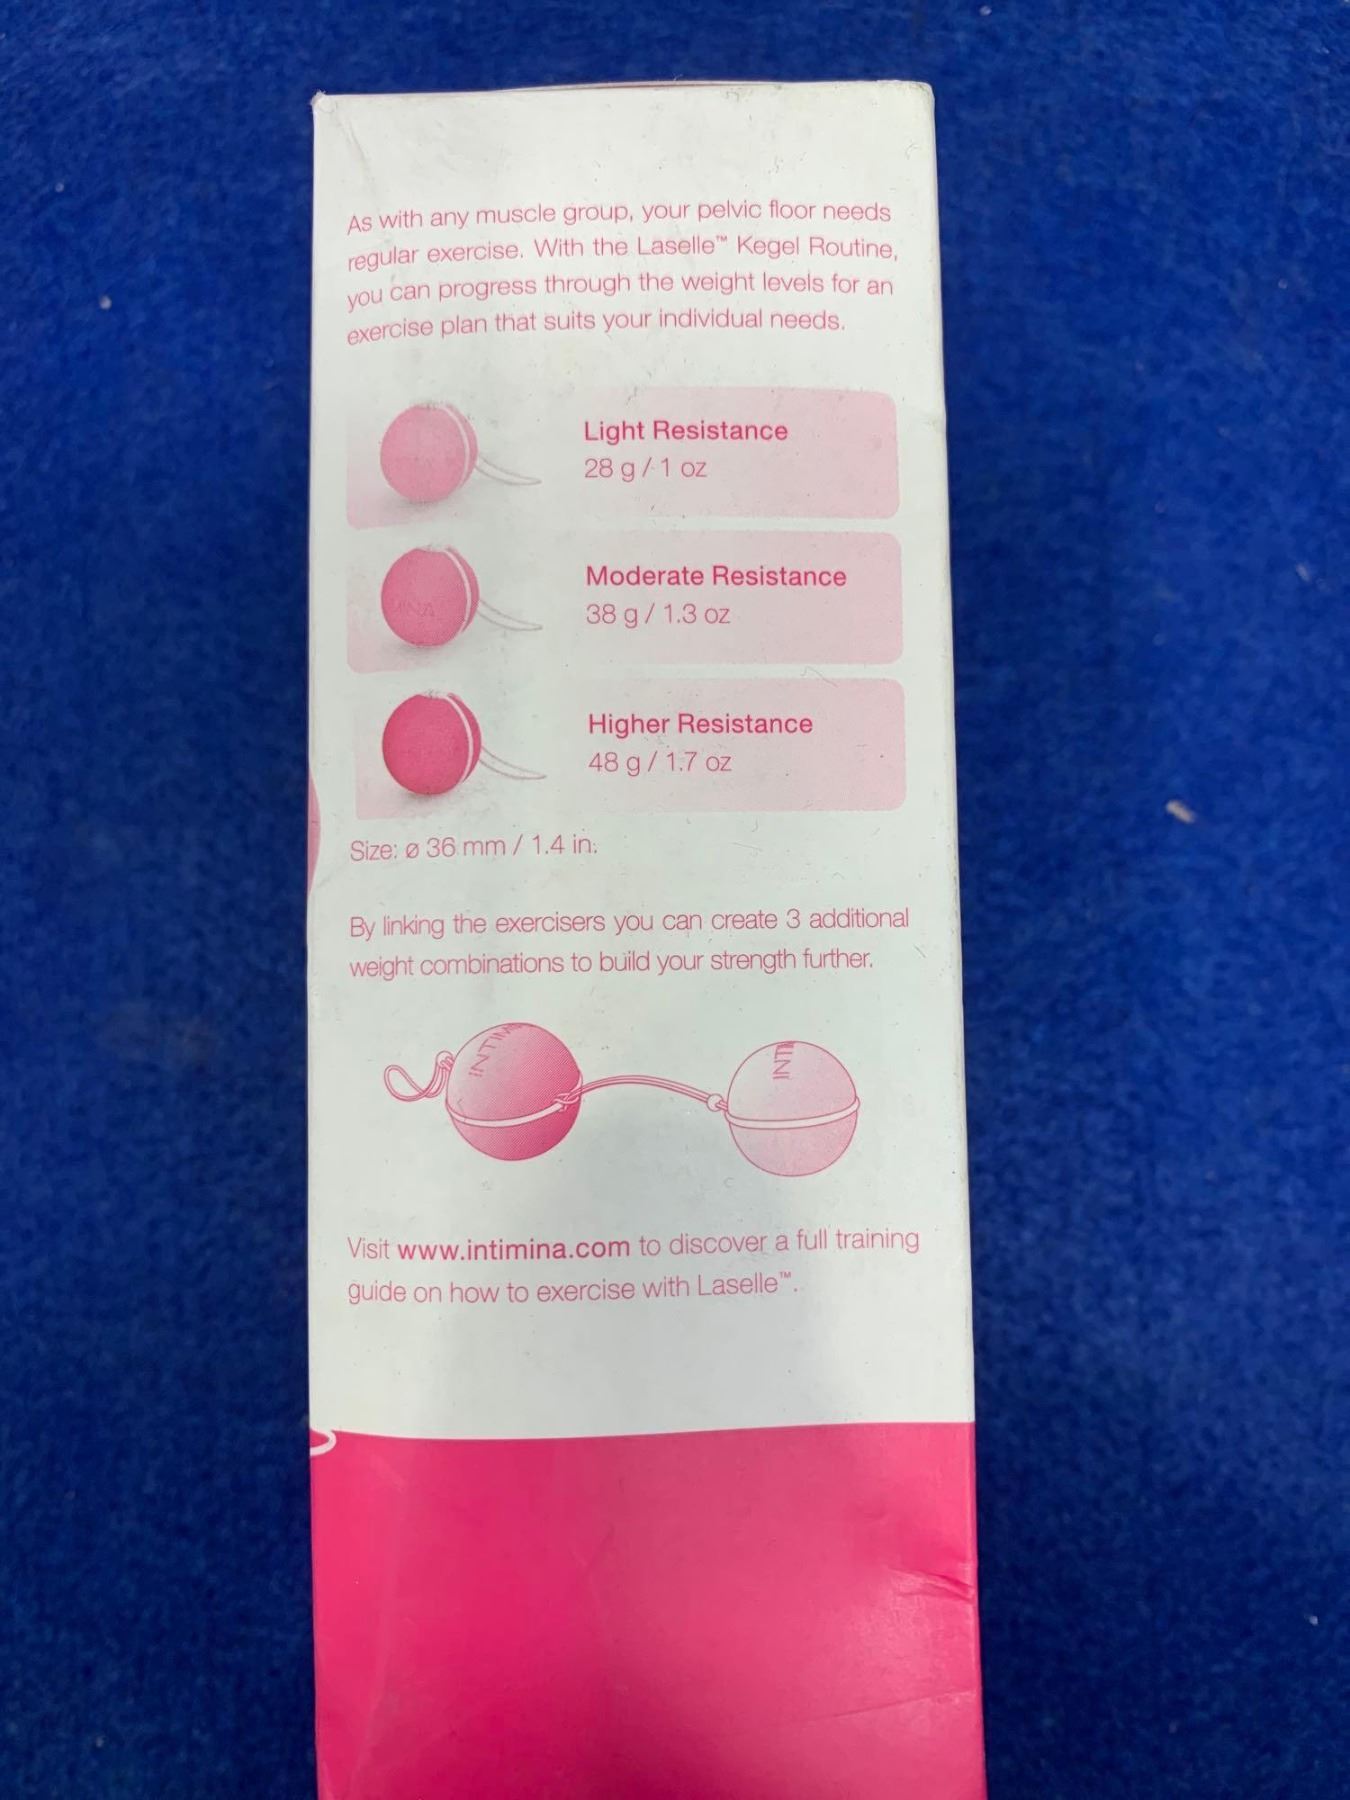 As with any muscle group, your pelvic floor needs
regular exercise. With the Laselle™ Kegel Routine,
you can progress through the weight levels for an
exercise plan that suits your individual needs.
Light Resistance
28 g / 1 oz
MINA
Moderate Resistance
38 g / 1.3 oz
Higher Resistance
48 g / 1.7 oz
Size: ø 36 mm / 1.4 in.
By linking the exercisers you can create 3 additional
weight combinations to build your strength further.
INTIM
INTI
Visit www.intimina.com to discover a full training
guide on how to exercise with Laselle™.